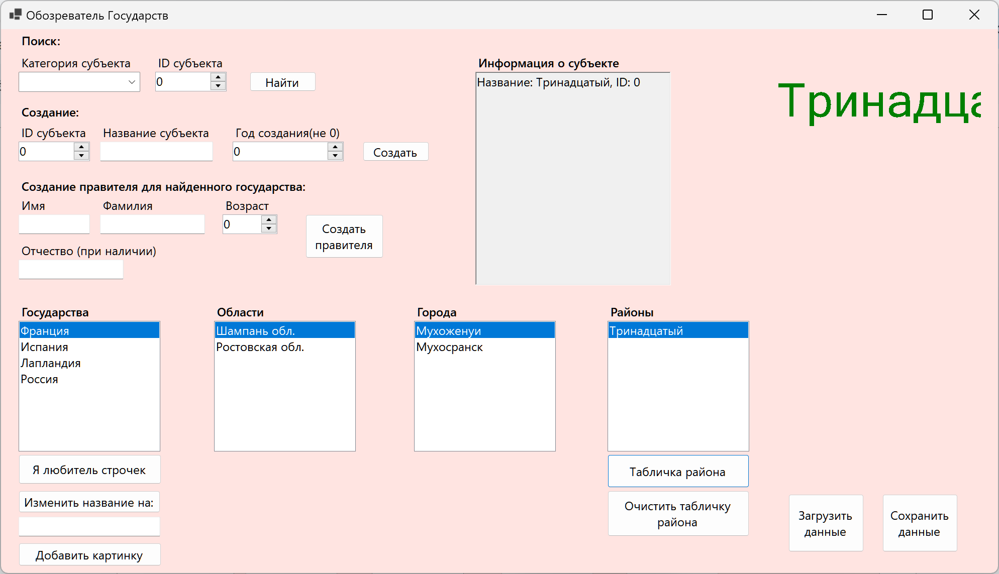 Обозреватель Государств
Поиск:
Категория субъекта
ID субъекта
0
Найти
Создание:
ID субъекта
Название субъекта
Год создания(не 0)
0
0
Создать
Создание правителя для найденного государства:
Имя
Фамилия
Возраст
0
Создать
правителя
Отчество (при наличии)
Информация о субъекте
Название: Тринадцатый, ID: 0
Тринадца
Государства
Франция
Испания
Лапландия
Россия
Области
Шампань обл.
Ростовская обл.
Города
Мухоженуи
Мухосранск
Районы
Тринадцатый
Я любитель строчек
Изменить название на:
Добавить картинку
Табличка района
Очистить табличку
района
Загрузить
данные
Сохранить
данные